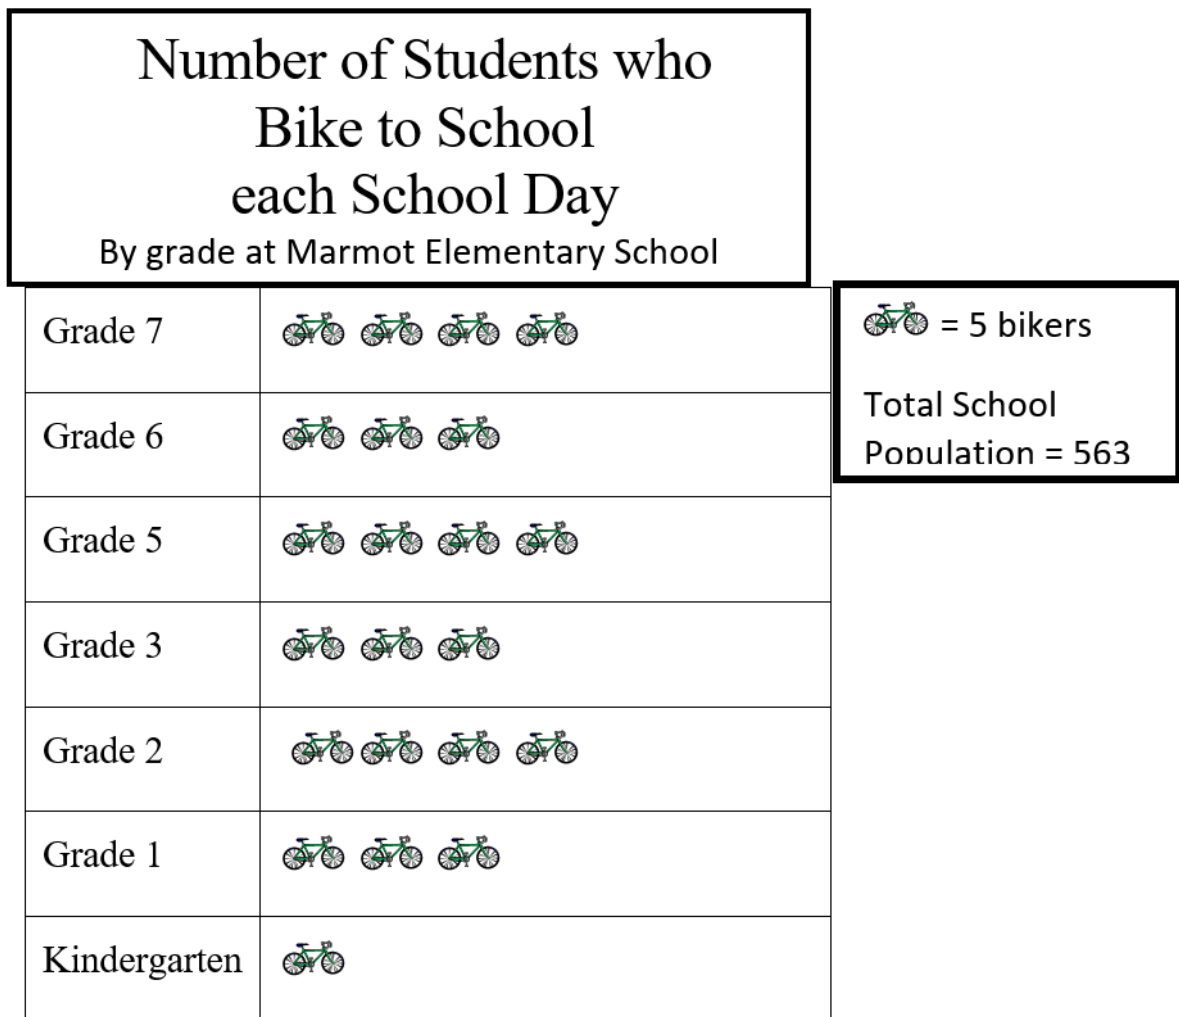 Number of Students who
Bike to School
each School Day
By grade at Marmot Elementary School
Grade 7
= 5 bikers
Total School
Population = 563
Grade 6
Grade 5
Grade 3
Grade 2
Grade 1
Kindergarten